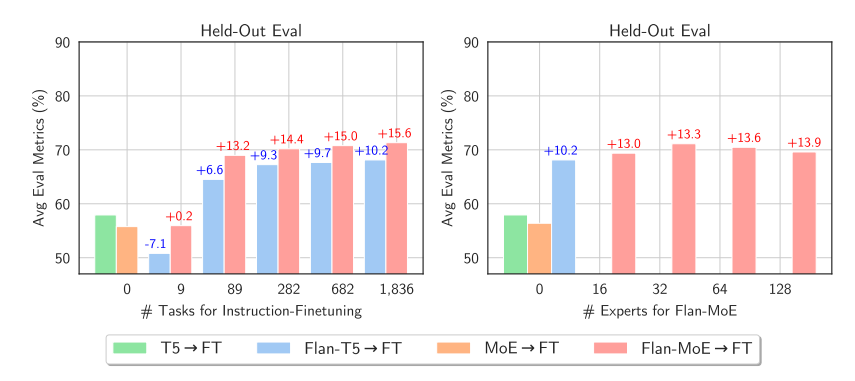 Held-Out Eval
Avg Eval Metrics (%)
90
80
70
60
50
-7.1
+0.2
+6.6
+13.2
+9.3
+14.4
+9.7
+15.0
+10.2
+15.6
0 9 89 282 682 1,836
# Tasks for Instruction-Finetuning
Held-Out Eval
Avg Eval Metrics (%)
90
80
70
60
50
+10.2
+13.0
+13.3
+13.6
+13.9
0 16 32 64 128
# Experts for Flan-MoE
T5→FT Flan-T5→FT MoE→FT Flan-MoE→FT